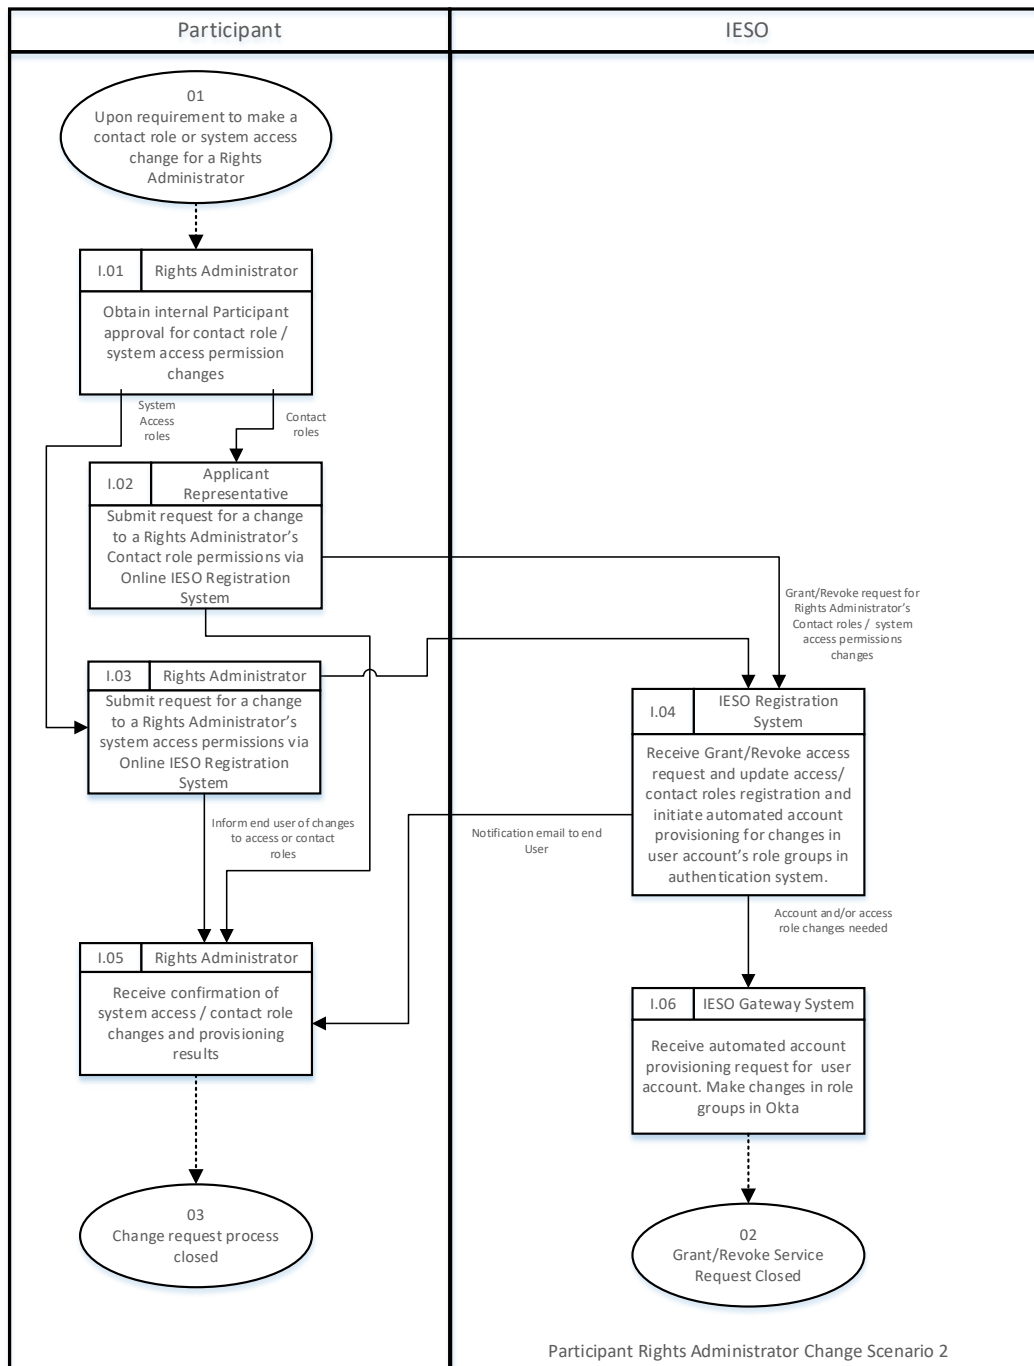 Participant
IESO
01
Upon requirement to make a
contact role or system access
change for a Rights
Administrator
I.01
Rights Administrator
Obtain internal Participant
approval for contact role /
system access permission
changes
System
Access
roles
Contact
roles
I.02
Applicant
Representative
Submit request for a change
to a Rights Administrator's
Contact role permissions via
Online IESO Registration
System
Grant/Revoke request for
Rights Administrator's
Contact roles / system
access permissions
changes
I.03
Rights Administrator
Submit request for a change
to a Rights Administrator's
system access permissions via
Online IESO Registration
System
I.04
IESO Registration
System
Receive Grant/Revoke access
request and update access/
contact roles registration and
initiate automated account
provisioning for changes in
user account's role groups in
authentication system.
Inform end user of changes
to access or contact
roles
Notification email to end
User
Account and/or access
role changes needed
I.05
Rights Administrator
Receive confirmation of
system access / contact role
changes and provisioning
results
I.06
IESO Gateway System
Receive automated account
provisioning request for user
account. Make changes in role
groups in Okta
03
Change request process
closed
02
Grant/Revoke Service
Request Closed
Participant Rights Administrator Change Scenario 2